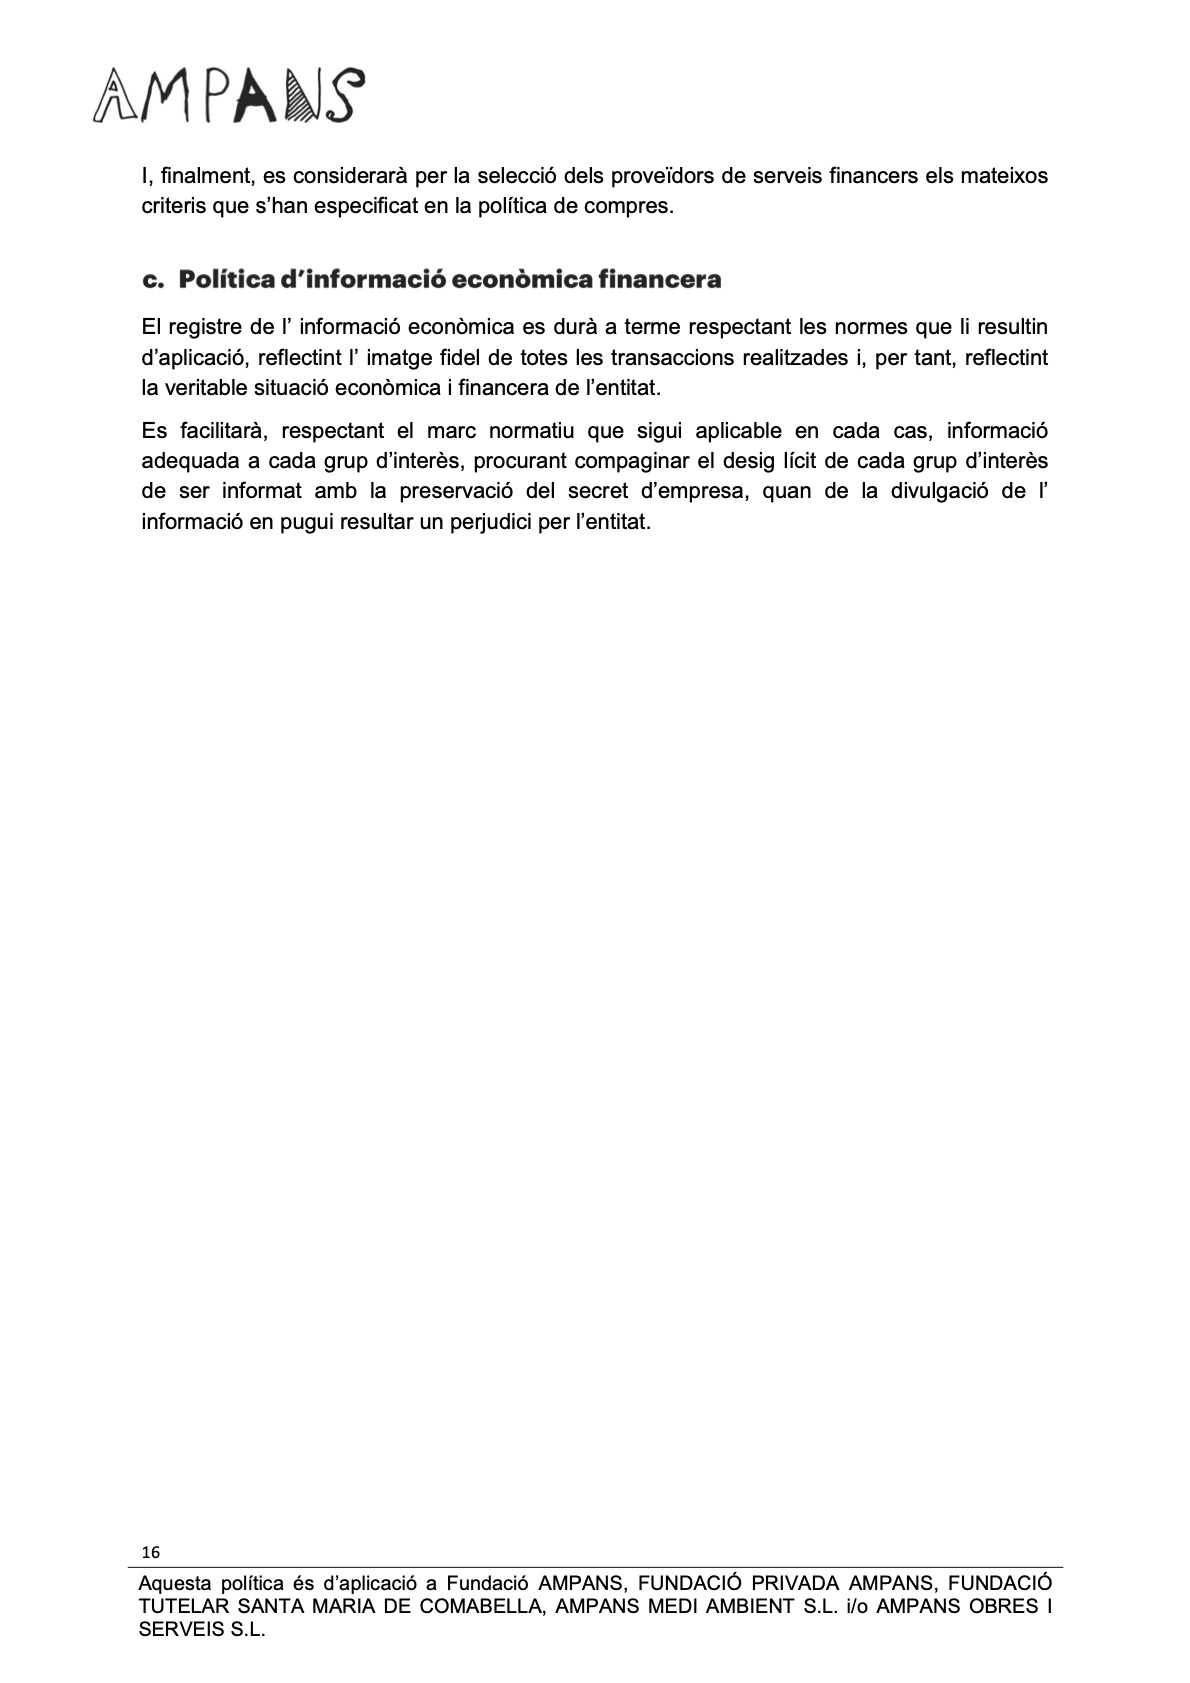 AMPANS
I, finalment, es considerarà per la selecció dels proveïdors de serveis financers els mateixos
criteris que s’han especificat en la política de compres.
c. Política d’informació econòmica financera
El registre de l’ informació econòmica es durà a terme respectant les normes que li resultin
d’aplicació, reflectint l’ imatge fidel de totes les transaccions realitzades i, per tant, reflectint
la veritable situació econòmica i financera de l’entitat.
Es facilitarà, respectant el marc normatiu que sigui aplicable en cada cas, informació
adequada a cada grup d’interès, procurant compaginar el desig lícit de cada grup d’interès
de ser informat amb la preservació del secret d’empresa, quan de la divulgació de l’
informació en pugui resultar un perjudici per l’entitat.
16
Aquesta política és d’aplicació a Fundació AMPANS, FUNDACIÓ PRIVADA AMPANS, FUNDACIÓ
TUTELAR SANTA MARIA DE COMABELLA, AMPANS MEDI AMBIENT S.L. i/o AMPANS OBRES I
SERVEIS S.L.